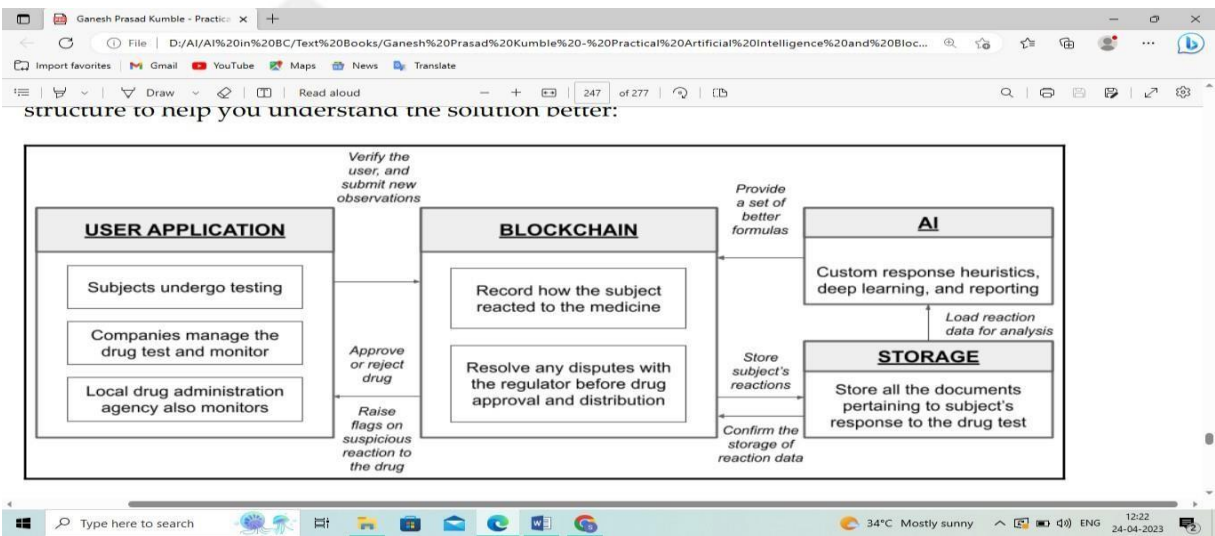 Ganesh Prasad Kumble - Practic
File | D:/AI/AI%20in%20BC/Text%20Books/Ganesh%20Prasad%20Kumble%20-%20Practical%20Artificial%20Intelligence%20and%20Bloc...
Import favorites Gmail YouTube Maps News Translate
Draw Read aloud 247 of 277
structure to help you understand the solution better:
Verify the
user, and
submit new
observations
USER APPLICATION
Subjects undergo testing
Companies manage the
drug test and monitor
Local drug administration
agency also monitors
Approve
or reject
drug
Raise
flags on
suspicious
reaction to
the drug
BLOCKCHAIN
Record how the subject
reacted to the medicine
Resolve any disputes with
the regulator before drug
approval and distribution
Provide
a set of
better
formulas
Store
subject's
reactions
Confirm the
storage of
reaction data
AI
Custom response heuristics,
deep learning, and reporting
Load reaction
data for analysis
STORAGE
Store all the documents
pertaining to subject's
response to the drug test
Type here to search
34°C Mostly sunny ENG
12:22
24-04-2023
2